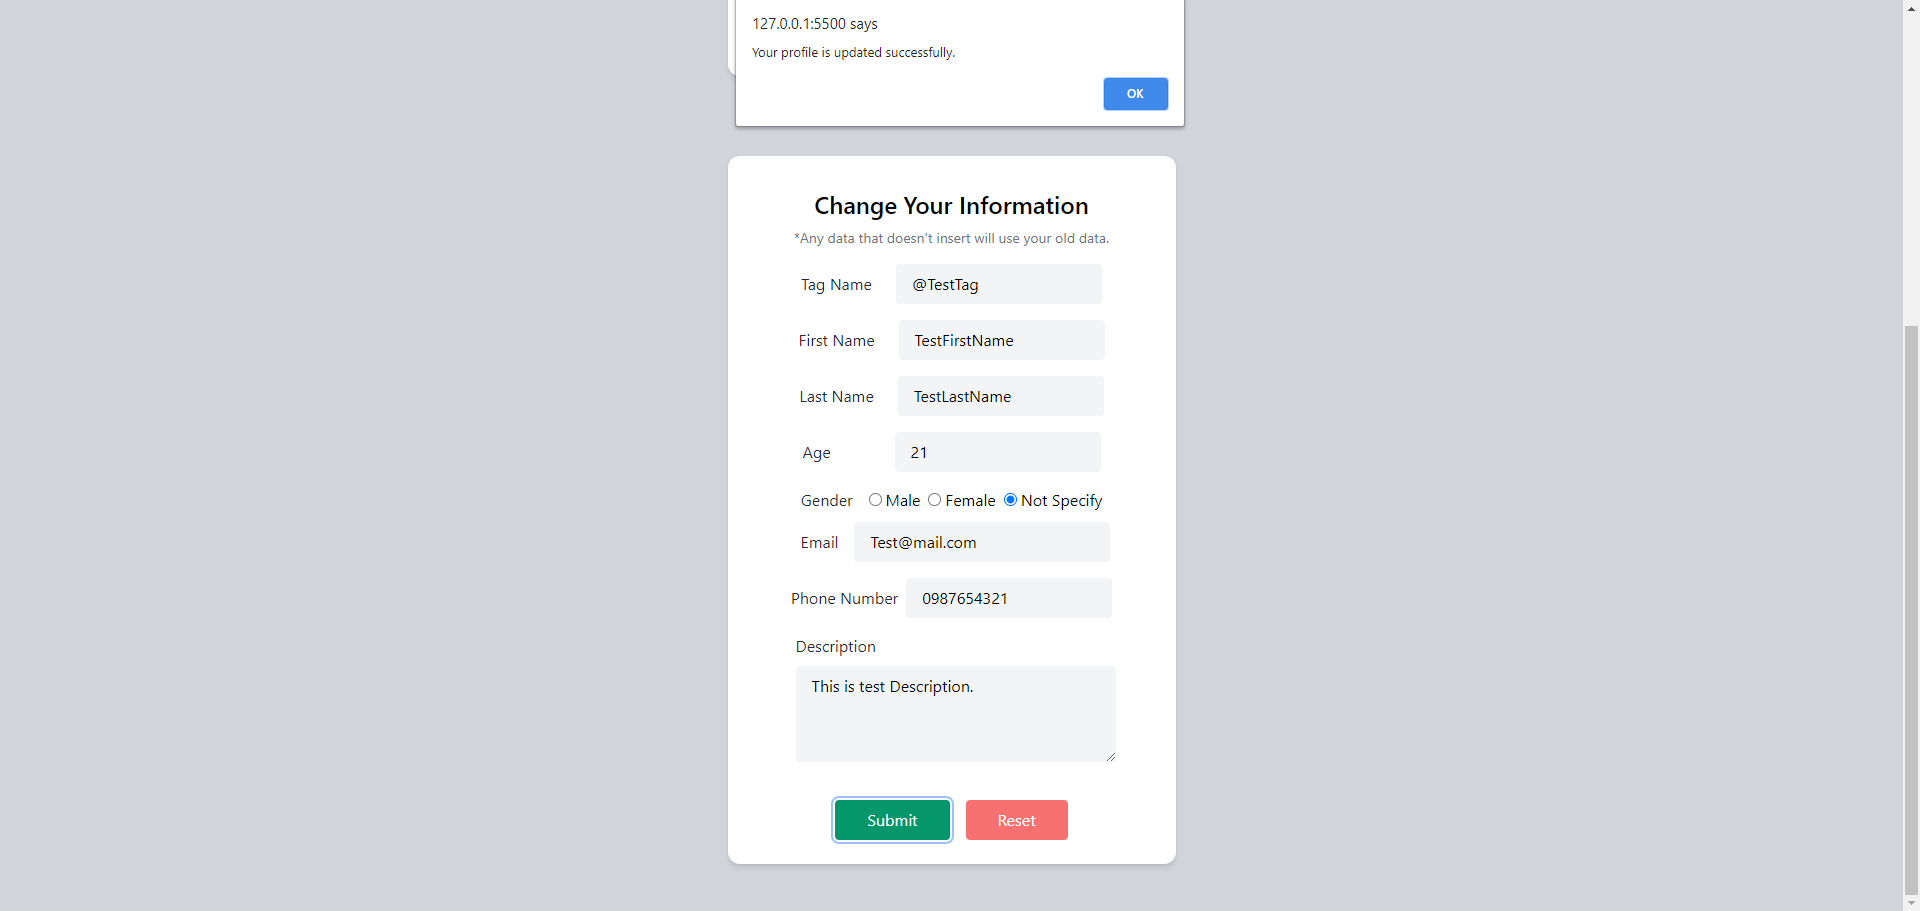 127.0.0.1:5500 says
Your profile is updated successfully.
OK
Change Your Information
*Any data that doesn't insert will use your old data.
Tag Name @TestTag
First Name TestFirstName
Last Name TestLastName
Age 21
Gender Male Female Not Specify
Email Test@mail.com
Phone Number 0987654321
Description
This is test Description.
Submit Reset